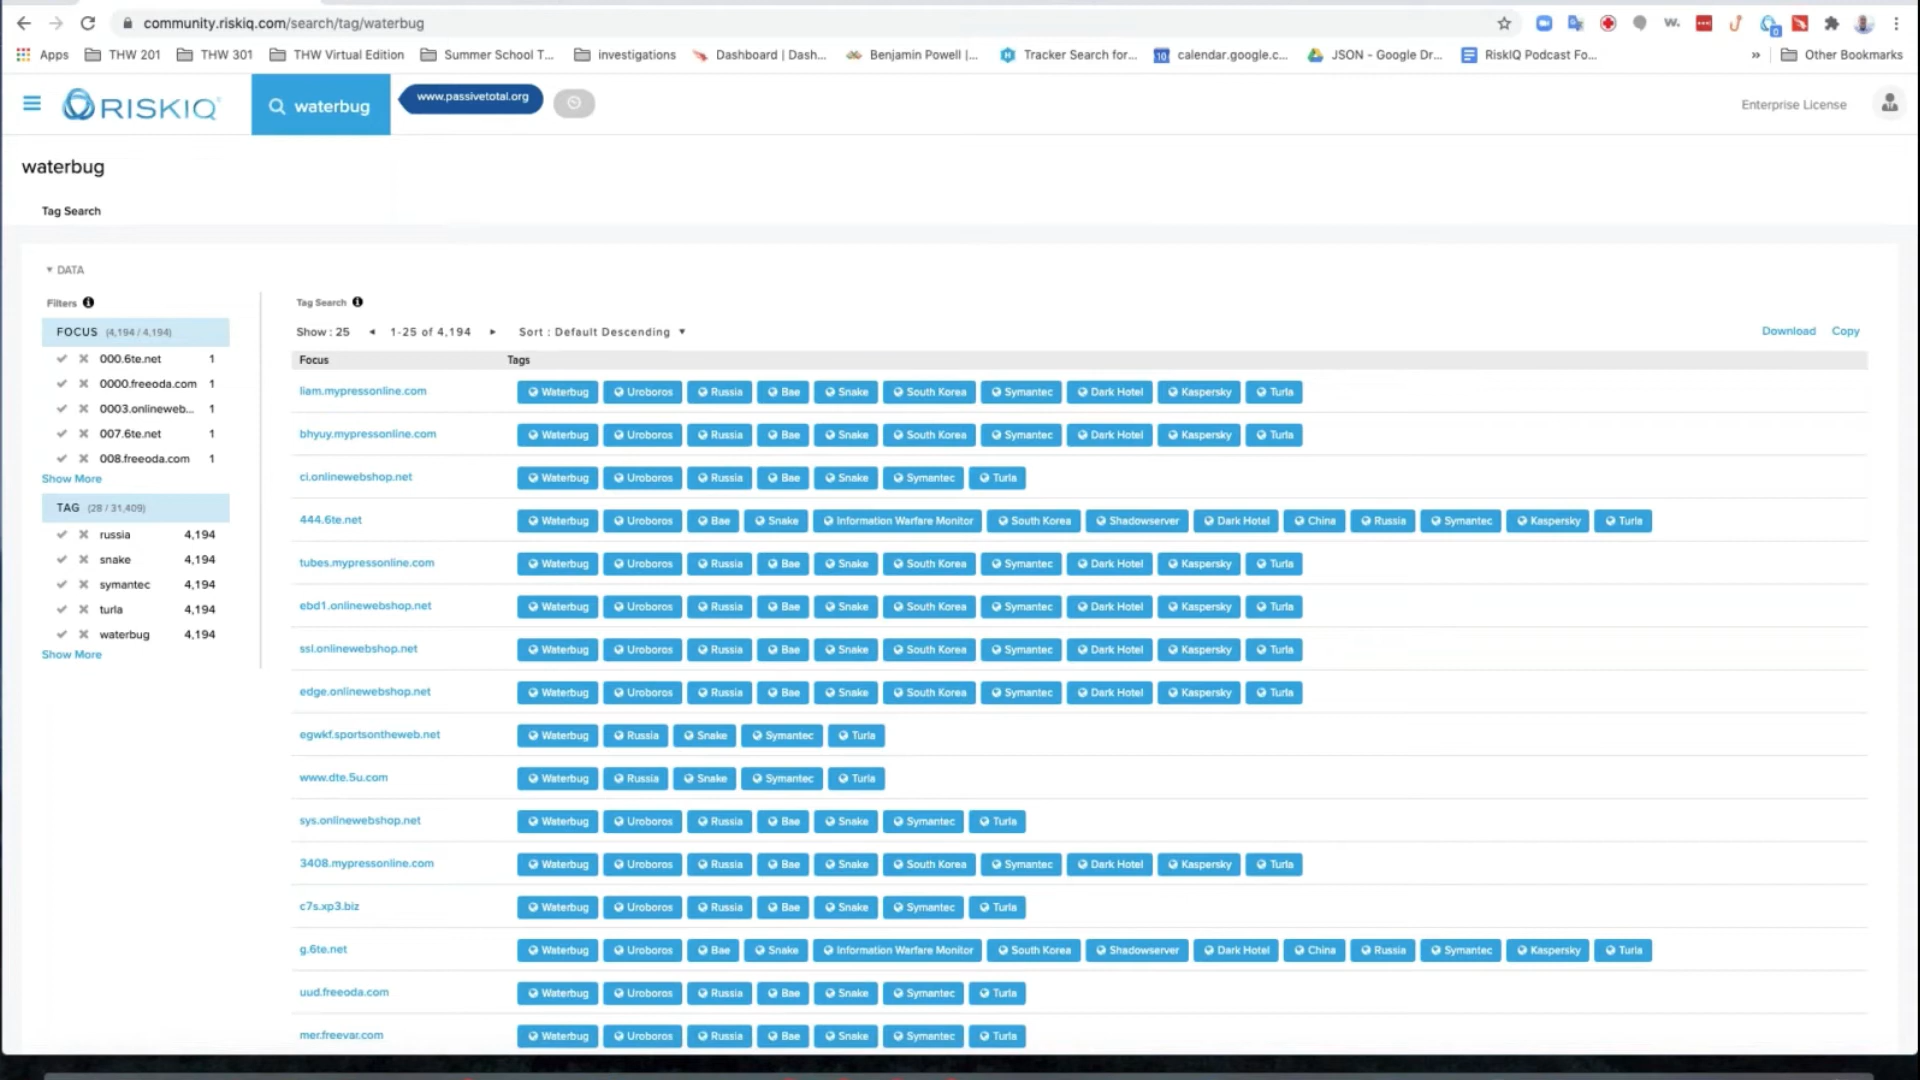 community.riskiq.com/search/tag/waterbug
Apps THW 201 THW 301 THW Virtual Edition Summer School T... investigations Dashboard | Dash... Benjamin Powell |... Tracker Search for... calendar.google.c... JSON - Google Dr... RiskIQ Podcast Fo... » Other Bookmarks
RISKIQ waterbug www.passivetotal.org Enterprise License
waterbug
Tag Search
DATA
Filters
FOCUS (4,194 / 4,194)
000.6te.net 1
0000.freeoda.com 1
0003.onlineweb... 1
007.6te.net 1
008.freeoda.com 1
Show More
TAG (28 / 31,409)
russia 4,194
snake 4,194
symantec 4,194
turla 4,194
waterbug 4,194
Show More
Tag Search
Show : 25 1-25 of 4,194 Sort : Default Descending Download Copy
Focus Tags
liam.mypressonline.com Waterbug Uroboros Russia Bae Snake South Korea Symantec Dark Hotel Kaspersky Turla
bhyuy.mypressonline.com Waterbug Uroboros Russia Bae Snake South Korea Symantec Dark Hotel Kaspersky Turla
ci.onlinewebshop.net Waterbug Uroboros Russia Bae Snake Symantec Turla
444.6te.net Waterbug Uroboros Bae Snake Information Warfare Monitor South Korea Shadowserver Dark Hotel China Russia Symantec Kaspersky Turla
tubes.mypressonline.com Waterbug Uroboros Russia Bae Snake South Korea Symantec Dark Hotel Kaspersky Turla
ebd1.onlinewebshop.net Waterbug Uroboros Russia Bae Snake South Korea Symantec Dark Hotel Kaspersky Turla
ssl.onlinewebshop.net Waterbug Uroboros Russia Bae Snake South Korea Symantec Dark Hotel Kaspersky Turla
edge.onlinewebshop.net Waterbug Uroboros Russia Bae Snake South Korea Symantec Dark Hotel Kaspersky Turla
egwkf.sportsontheweb.net Waterbug Russia Snake Symantec Turla
www.dte.5u.com Waterbug Russia Snake Symantec Turla
sys.onlinewebshop.net Waterbug Uroboros Russia Bae Snake Symantec Turla
3408.mypressonline.com Waterbug Uroboros Russia Bae Snake South Korea Symantec Dark Hotel Kaspersky Turla
c7s.xp3.biz Waterbug Uroboros Russia Bae Snake Symantec Turla
g.6te.net Waterbug Uroboros Bae Snake Information Warfare Monitor South Korea Shadowserver Dark Hotel China Russia Symantec Kaspersky Turla
uud.freeoda.com Waterbug Uroboros Russia Bae Snake Symantec Turla
mer.freevar.com Waterbug Uroboros Russia Bae Snake Symantec Turla